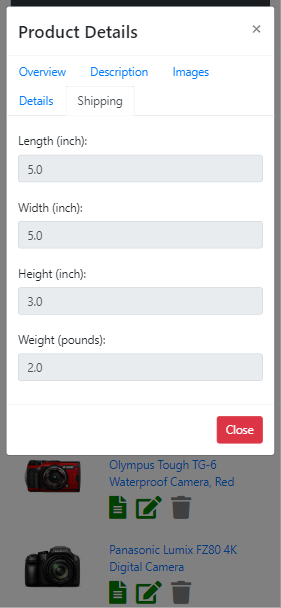 Product Details ×
Overview Description Images
Details Shipping
Length (inch):
5.0
Width (inch):
5.0
Height (inch):
3.0
Weight (pounds):
2.0
Close
Olympus Tough TG-6
Waterproof Camera, Red
Panasonic Lumix FZ80 4K
Digital Camera